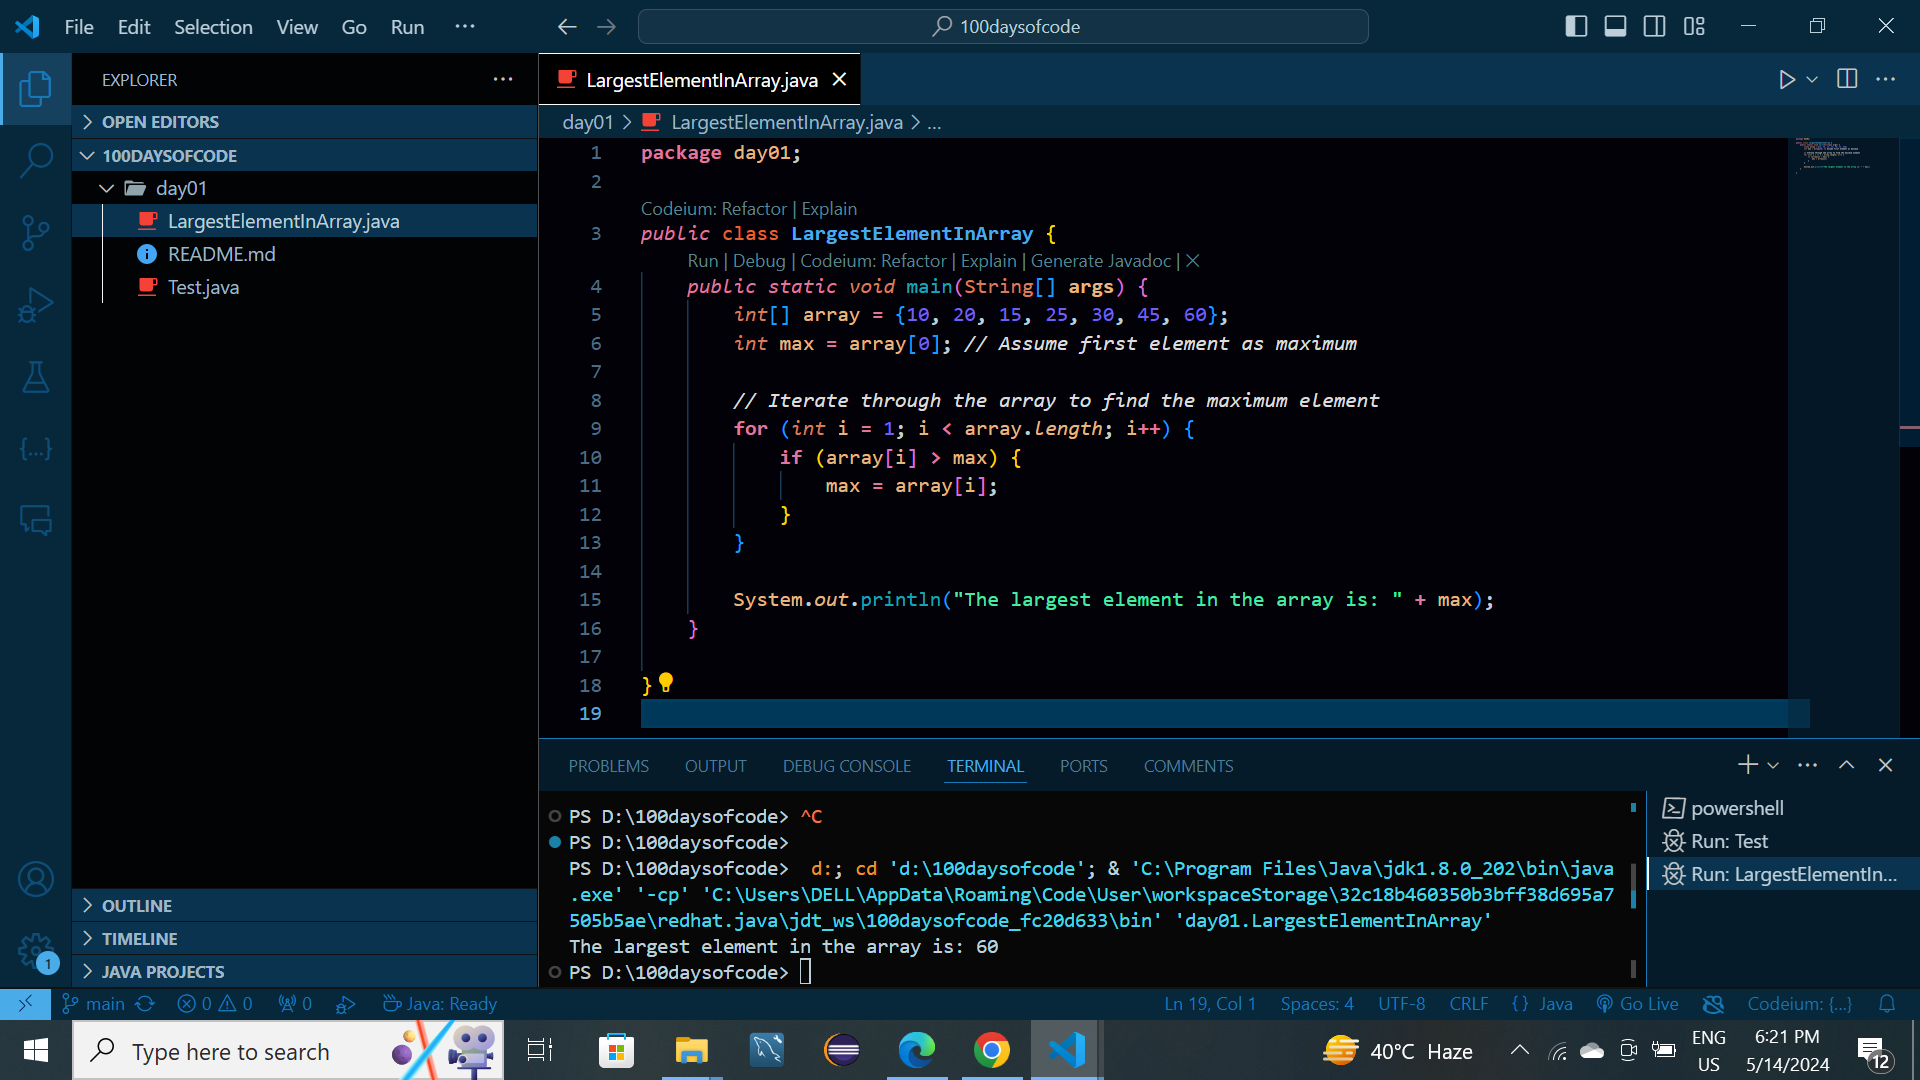 File Edit Selection View Go Run ···
100daysofcode
EXPLORER ···
OPEN EDITORS
100DAYSOFCODE
day01
LargestElementInArray.java
README.md
Test.java
OUTLINE
TIMELINE
JAVA PROJECTS
LargestElementInArray.java
day01 > LargestElementInArray.java > ...
1 package day01;
2
Codeium: Refactor | Explain
3 public class LargestElementInArray {
Run | Debug | Codeium: Refactor | Explain | Generate Javadoc | ×
4 public static void main(String[] args) {
5 int[] array = {10, 20, 15, 25, 30, 45, 60};
6 int max = array[0]; // Assume first element as maximum
7
8 // Iterate through the array to find the maximum element
9 for (int i = 1; i < array.length; i++) {
10 if (array[i] > max) {
11 max = array[i];
12 }
13 }
14
15 System.out.println("The largest element in the array is: " + max);
16 }
17
18 }
19
PROBLEMS OUTPUT DEBUG CONSOLE TERMINAL PORTS COMMENTS
PS D:\100daysofcode> ^C
PS D:\100daysofcode>
PS D:\100daysofcode> d:; cd 'd:\100daysofcode'; & 'C:\Program Files\Java\jdk1.8.0_202\bin\java
.exe' '-cp' 'C:\Users\DELL\AppData\Roaming\Code\User\workspaceStorage\32c18b460350b3bff38d695a7
505b5ae\redhat.java\jdt_ws\100daysofcode_fc20d633\bin' 'day01.LargestElementInArray'
The largest element in the array is: 60
PS D:\100daysofcode>
powershell
Run: Test
Run: LargestElementIn...
1
main 0 0 0 Java: Ready Ln 19, Col 1 Spaces: 4 UTF-8 CRLF {} Java Go Live Codeium: {...}
Type here to search
40°C Haze
ENG
US
6:21 PM
5/14/2024
12